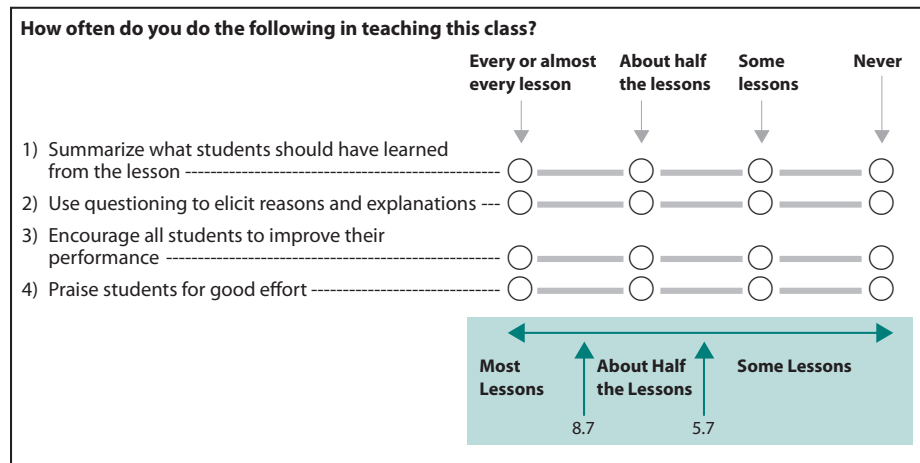 How often do you do the following in teaching this class?
Every or almost
every lesson
About half
the lessons
Some
lessons
Never
1) Summarize what students should have learned
from the lesson
2) Use questioning to elicit reasons and explanations
3) Encourage all students to improve their
performance
4) Praise students for good effort
Most
Lessons
About Half
the Lessons
Some Lessons
8.7
5.7